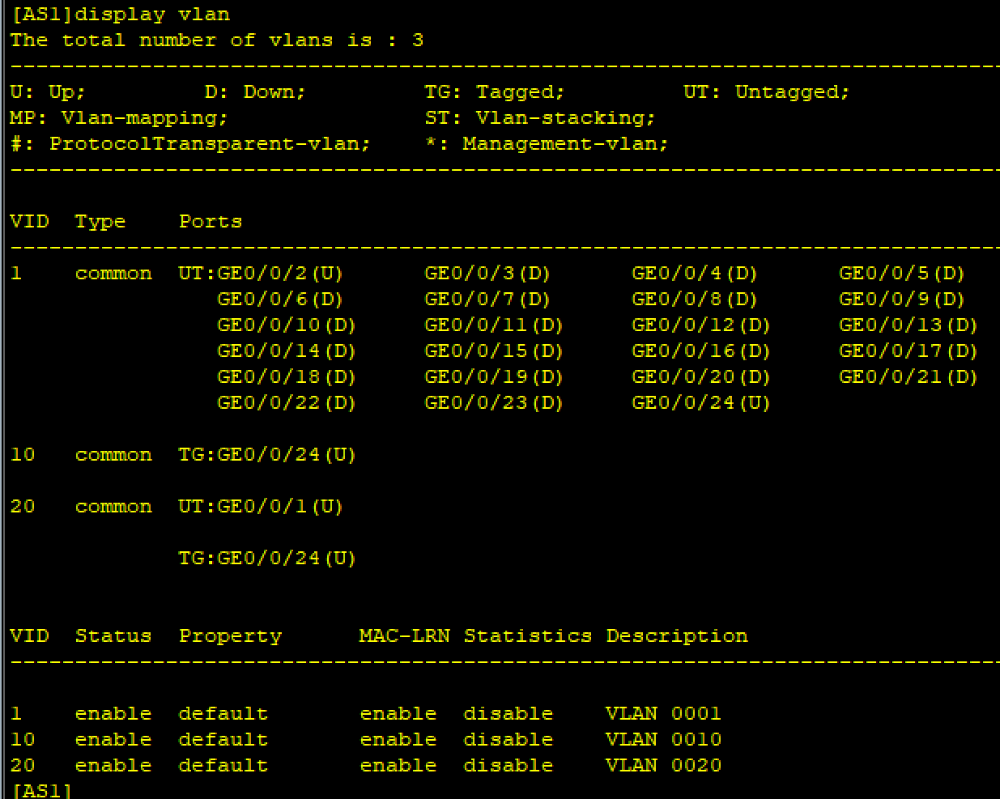 [AS1]display vlan
The total number of vlans is : 3
--------------------------------------------------------------------------------
U: Up;         D: Down;         TG: Tagged;         UT: Untagged;
MP: Vlan-mapping;               ST: Vlan-stacking;
#: ProtocolTransparent-vlan;    *: Management-vlan;
--------------------------------------------------------------------------------
VID  Type    Ports
--------------------------------------------------------------------------------
1    common  UT:GE0/0/2(U)      GE0/0/3(D)      GE0/0/4(D)      GE0/0/5(D)
                GE0/0/6(D)      GE0/0/7(D)      GE0/0/8(D)      GE0/0/9(D)
                GE0/0/10(D)     GE0/0/11(D)     GE0/0/12(D)     GE0/0/13(D)
                GE0/0/14(D)     GE0/0/15(D)     GE0/0/16(D)     GE0/0/17(D)
                GE0/0/18(D)     GE0/0/19(D)     GE0/0/20(D)     GE0/0/21(D)
                GE0/0/22(D)     GE0/0/23(D)     GE0/0/24(U)
10   common  TG:GE0/0/24(U)
20   common  UT:GE0/0/1(U)
             TG:GE0/0/24(U)
VID  Status  Property      MAC-LRN Statistics Description
--------------------------------------------------------------------------------
1    enable  default       enable  disable    VLAN 0001
10   enable  default       enable  disable    VLAN 0010
20   enable  default       enable  disable    VLAN 0020
[AS1]